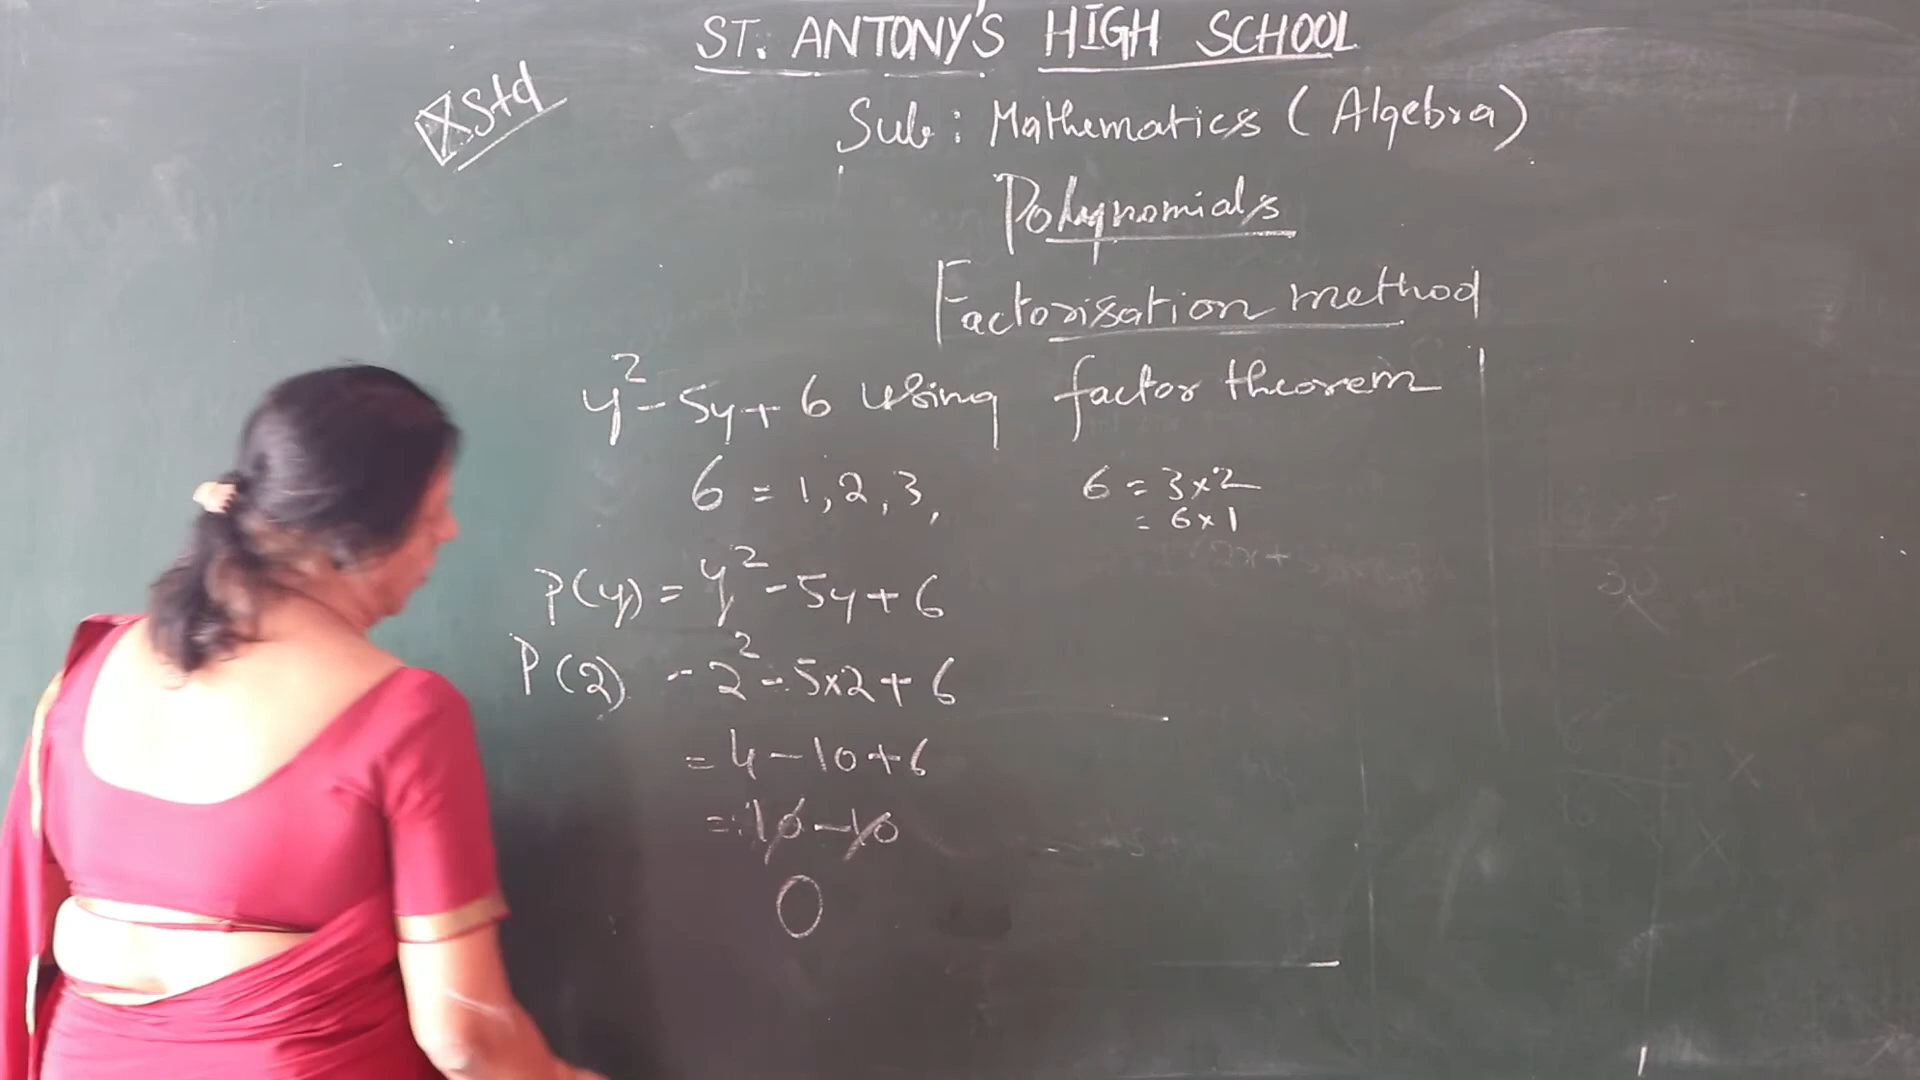 ST. ANTONY'S HIGH SCHOOL
X Std
Sub: Mathematics (Algebra)
Polynomials
Factorisation method
y² - 5y + 6 using factor theorem
6 = 1, 2, 3,
6 = 3 x 2
= 6 x 1
P(y) = y² - 5y + 6
P(2) - 2² - 5x2 + 6
= 4 - 10 + 6
= 10 - 10
0